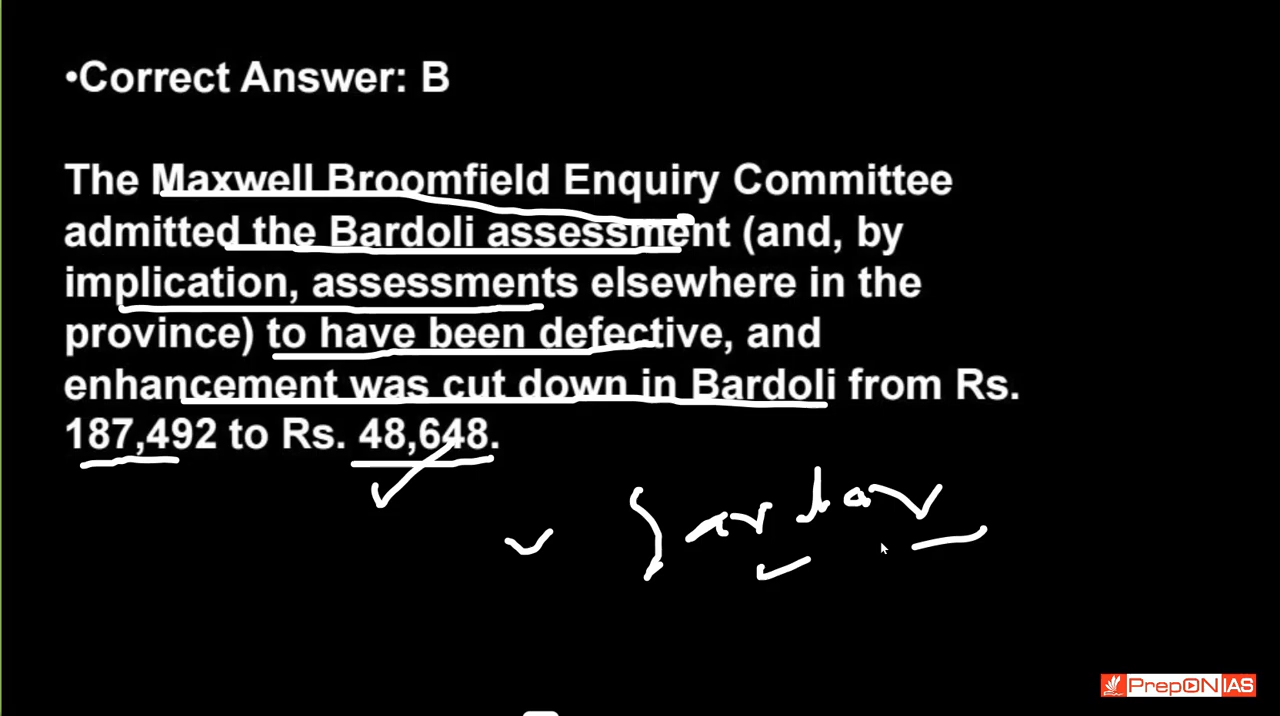 •Correct Answer: B
The Maxwell Broomfield Enquiry Committee
admitted the Bardoli assessment (and, by
implication, assessments elsewhere in the
province) to have been defective, and
enhancement was cut down in Bardoli from Rs.
187,492 to Rs. 48,648.
Sardar
PrepON IAS